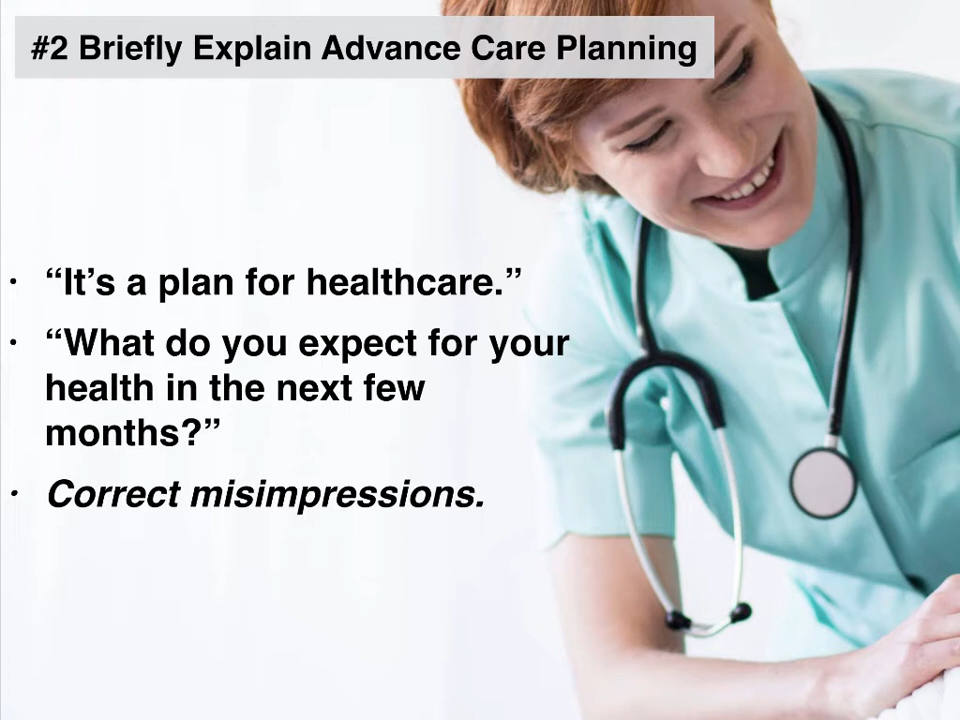 #2 Briefly Explain Advance Care Planning
• “It’s a plan for healthcare.”
• “What do you expect for your
health in the next few
months?”
• Correct misimpressions.